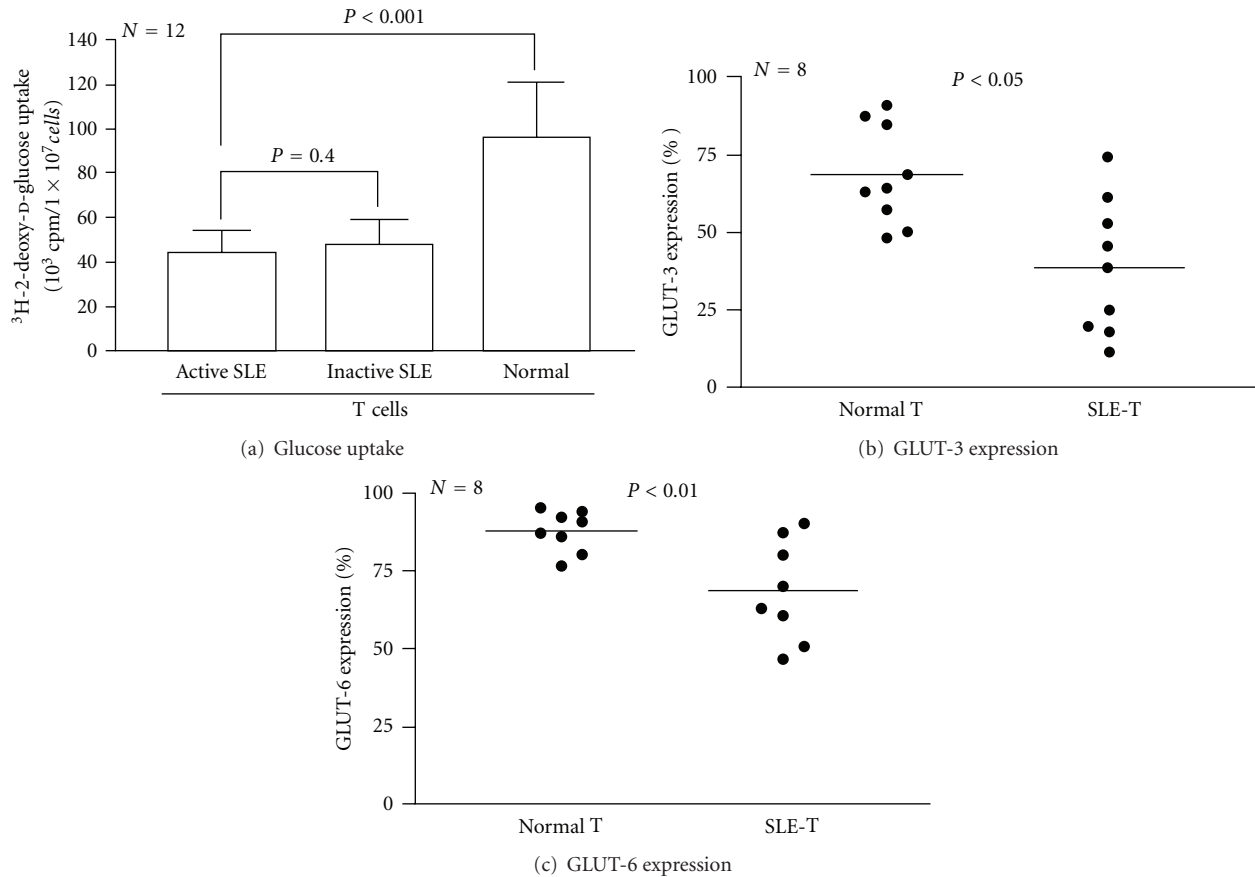 N = 12
P < 0.001
140
120
100
80
60
40
20
0
³H-2-deoxy-D-glucose uptake
(10³ cpm/1 × 10⁷cells)
P = 0.4
Active SLE
Inactive SLE
Normal
T cells
(a) Glucose uptake
N = 8
P < 0.05
100
75
50
25
0
GLUT-3 expression (%)
Normal T
SLE-T
(b) GLUT-3 expression
N = 8
P < 0.01
100
75
50
25
0
GLUT-6 expression (%)
Normal T
SLE-T
(c) GLUT-6 expression